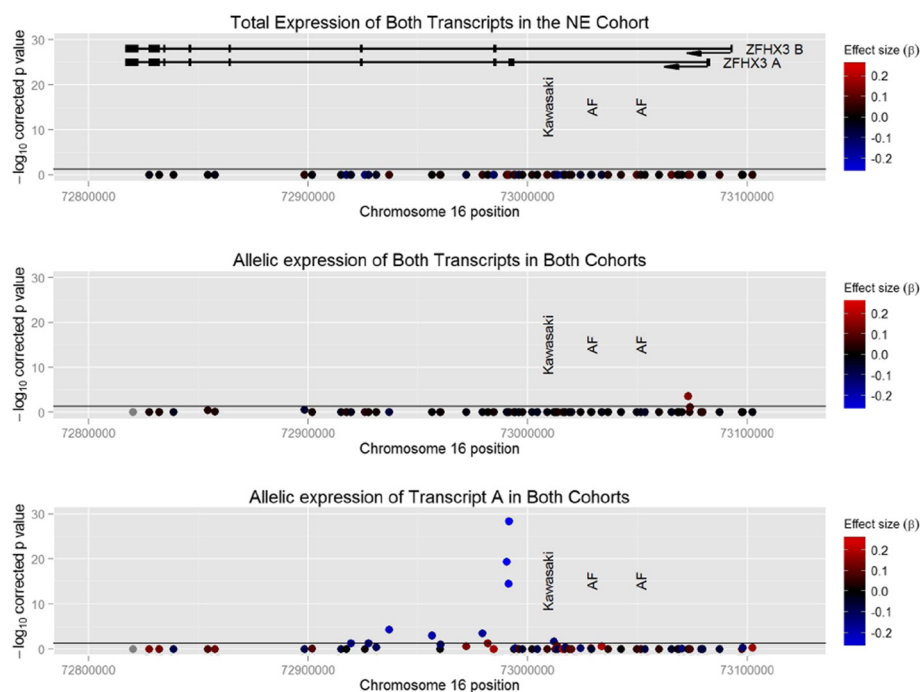 Total Expression of Both Transcripts in the NE Cohort
30
20
10
0
−log10 corrected p value
ZFHX3 B
ZFHX3 A
Kawasaki
AF
AF
72800000
72900000
73000000
73100000
Chromosome 16 position
Effect size (β)
0.2
0.1
0.0
-0.1
-0.2
Allelic expression of Both Transcripts in Both Cohorts
30
20
10
0
−log10 corrected p value
Kawasaki
AF
AF
72800000
72900000
73000000
73100000
Chromosome 16 position
Effect size (β)
0.2
0.1
0.0
-0.1
-0.2
Allelic expression of Transcript A in Both Cohorts
30
20
10
0
−log10 corrected p value
Kawasaki
AF
AF
72800000
72900000
73000000
73100000
Chromosome 16 position
Effect size (β)
0.2
0.1
0.0
-0.1
-0.2